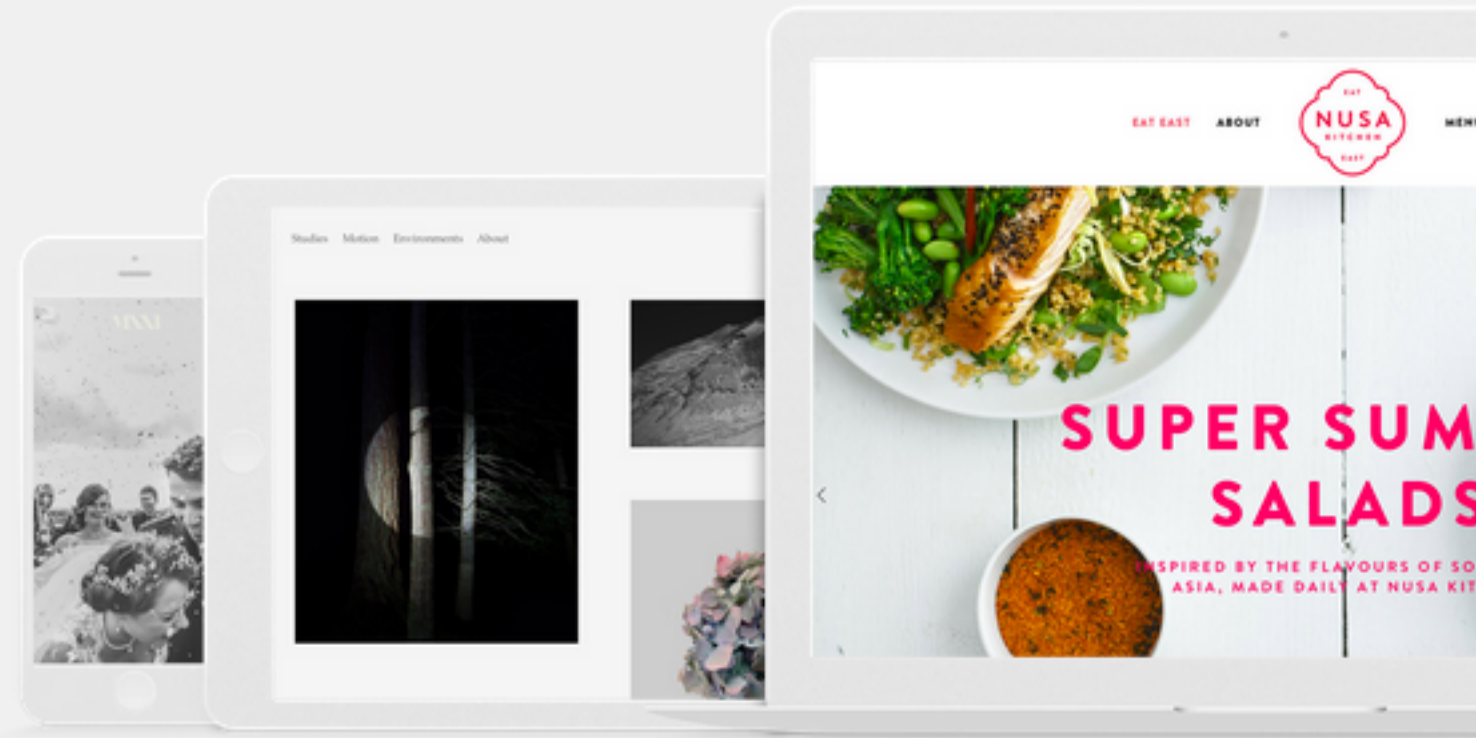 Studies Motion Environments About
EAT EAST ABOUT
EAT
NUSA
KITCHEN
EAST
MENU
SUPER SUM
SALADS
INSPIRED BY THE FLAVOURS OF SO
ASIA, MADE DAILY AT NUSA KIT